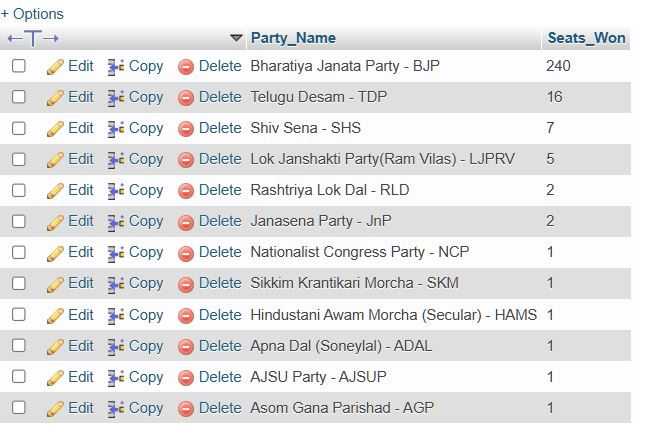 + Options
←T→ Party_Name Seats_Won
Edit Copy Delete Bharatiya Janata Party - BJP 240
Edit Copy Delete Telugu Desam - TDP 16
Edit Copy Delete Shiv Sena - SHS 7
Edit Copy Delete Lok Janshakti Party(Ram Vilas) - LJPRV 5
Edit Copy Delete Rashtriya Lok Dal - RLD 2
Edit Copy Delete Janasena Party - JnP 2
Edit Copy Delete Nationalist Congress Party - NCP 1
Edit Copy Delete Sikkim Krantikari Morcha - SKM 1
Edit Copy Delete Hindustani Awam Morcha (Secular) - HAMS 1
Edit Copy Delete Apna Dal (Soneylal) - ADAL 1
Edit Copy Delete AJSU Party - AJSUP 1
Edit Copy Delete Asom Gana Parishad - AGP 1